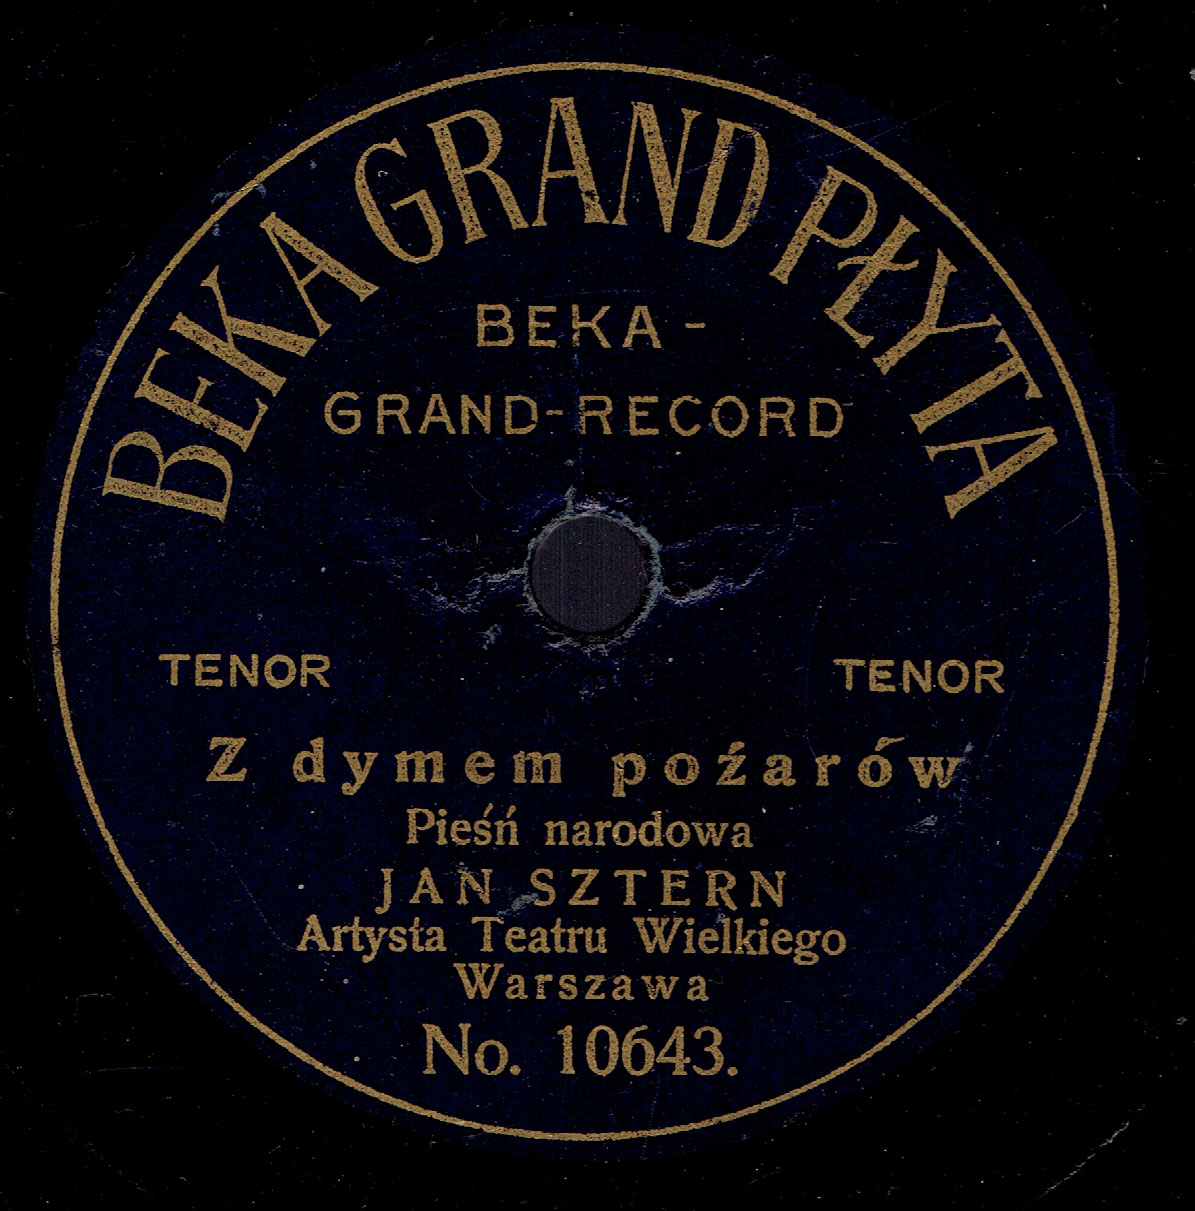 BEKA GRAND PŁYTA
BEKA -
GRAND-RECORD
TENOR TENOR
Z dymem poźarów
Pieśń narodowa
JAN SZTERN
Artysta Teatru Wielkiego
Warszawa
No. 10643.